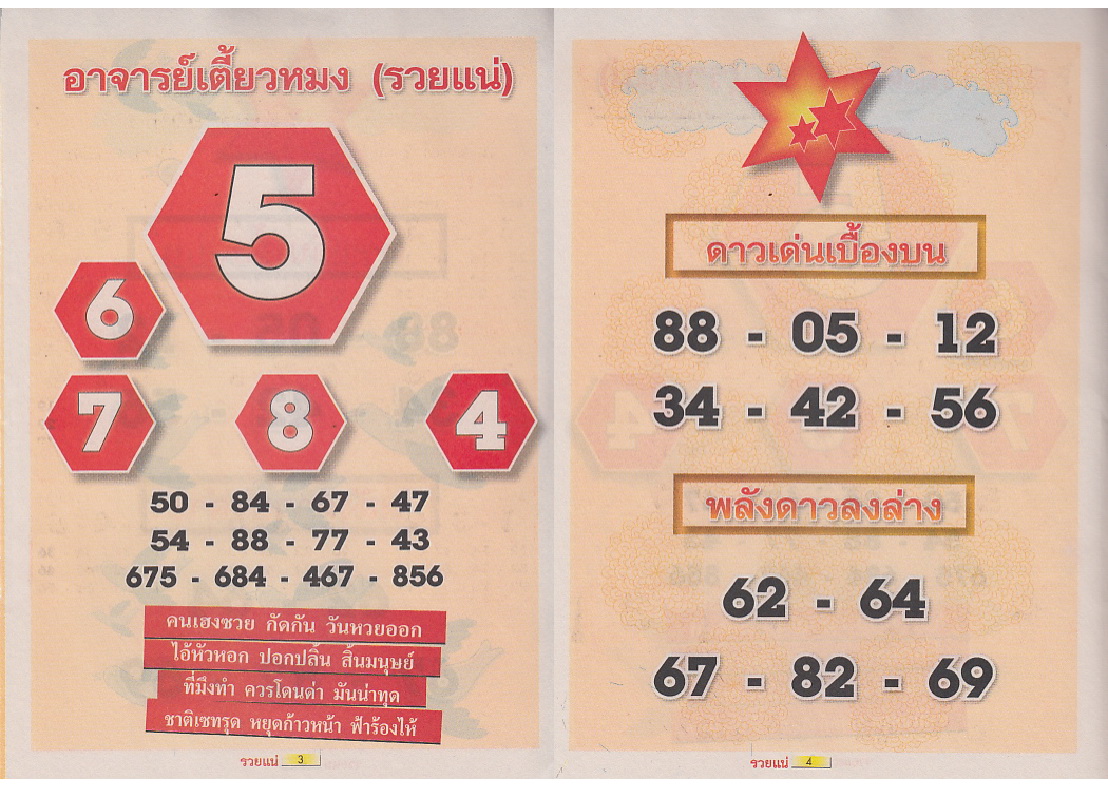 อาจารย์เตี้ยวหมง (รวยแน่)
5
6
7 8 4
50 - 84 - 67 - 47
54 - 88 - 77 - 43
675 - 684 - 467 - 856
คนเฮงซวย กัดกัน วันหวยออก
ไอ้หัวหอก ปอกปลิ้น สิ้นมนุษย์
ที่มึงทำ ควรโดนด่า มันน่าทุด
ชาติเซทรุด หยุดก้าวหน้า ฟ้าร้องไห้
รวยแน่ 3
ดาวเด่นเบื้องบน
88 - 05 - 12
34 - 42 - 56
พลังดาวลงล่าง
62 - 64
67 - 82 - 69
รวยแน่ 4